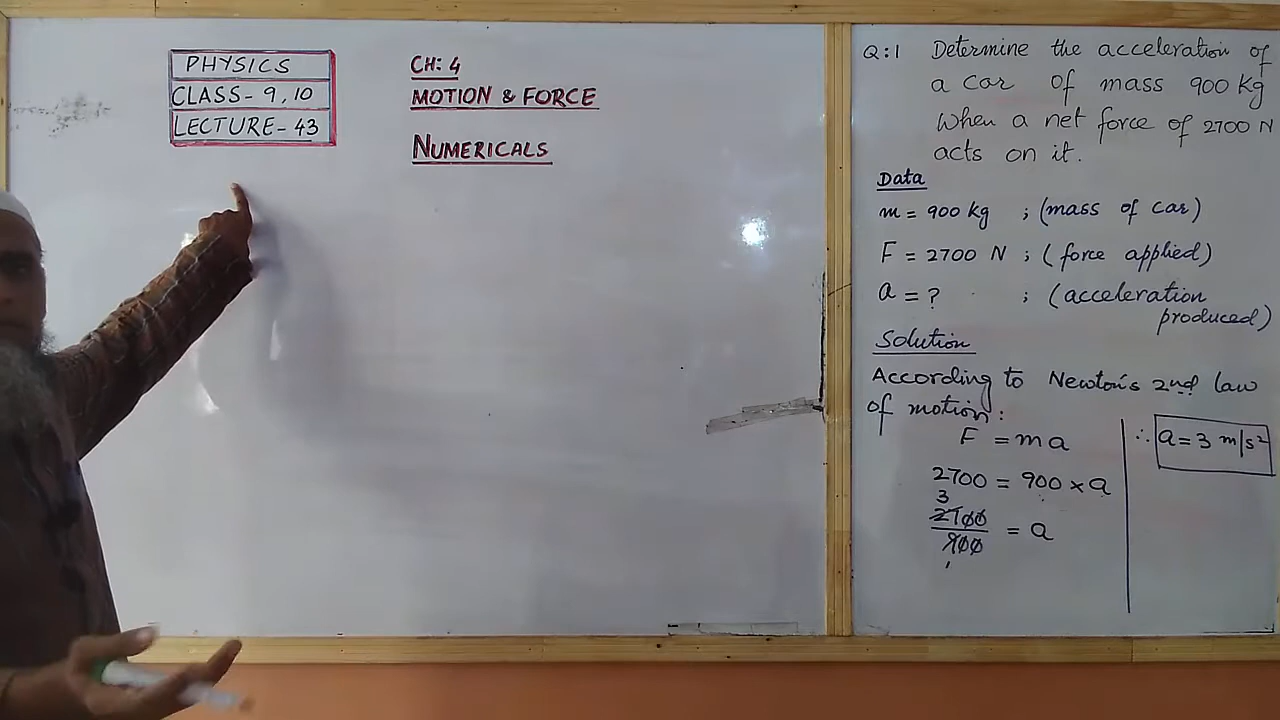 PHYSICS
CLASS-9,10
LECTURE-43
CH: 4
MOTION & FORCE
NUMERICALS
Q:1 Determine the acceleration of
a car of mass 900 Kg
When a net force of 2700 N
acts on it.
Data
m = 900 kg ; (mass of car)
F = 2700 N ; (force applied)
a = ? ; (acceleration
produced)
Solution
According to Newton's 2nd law
of motion:
F = ma
2700 = 900 × a
3
2700
900
1
= a
∴ a = 3 m/s²